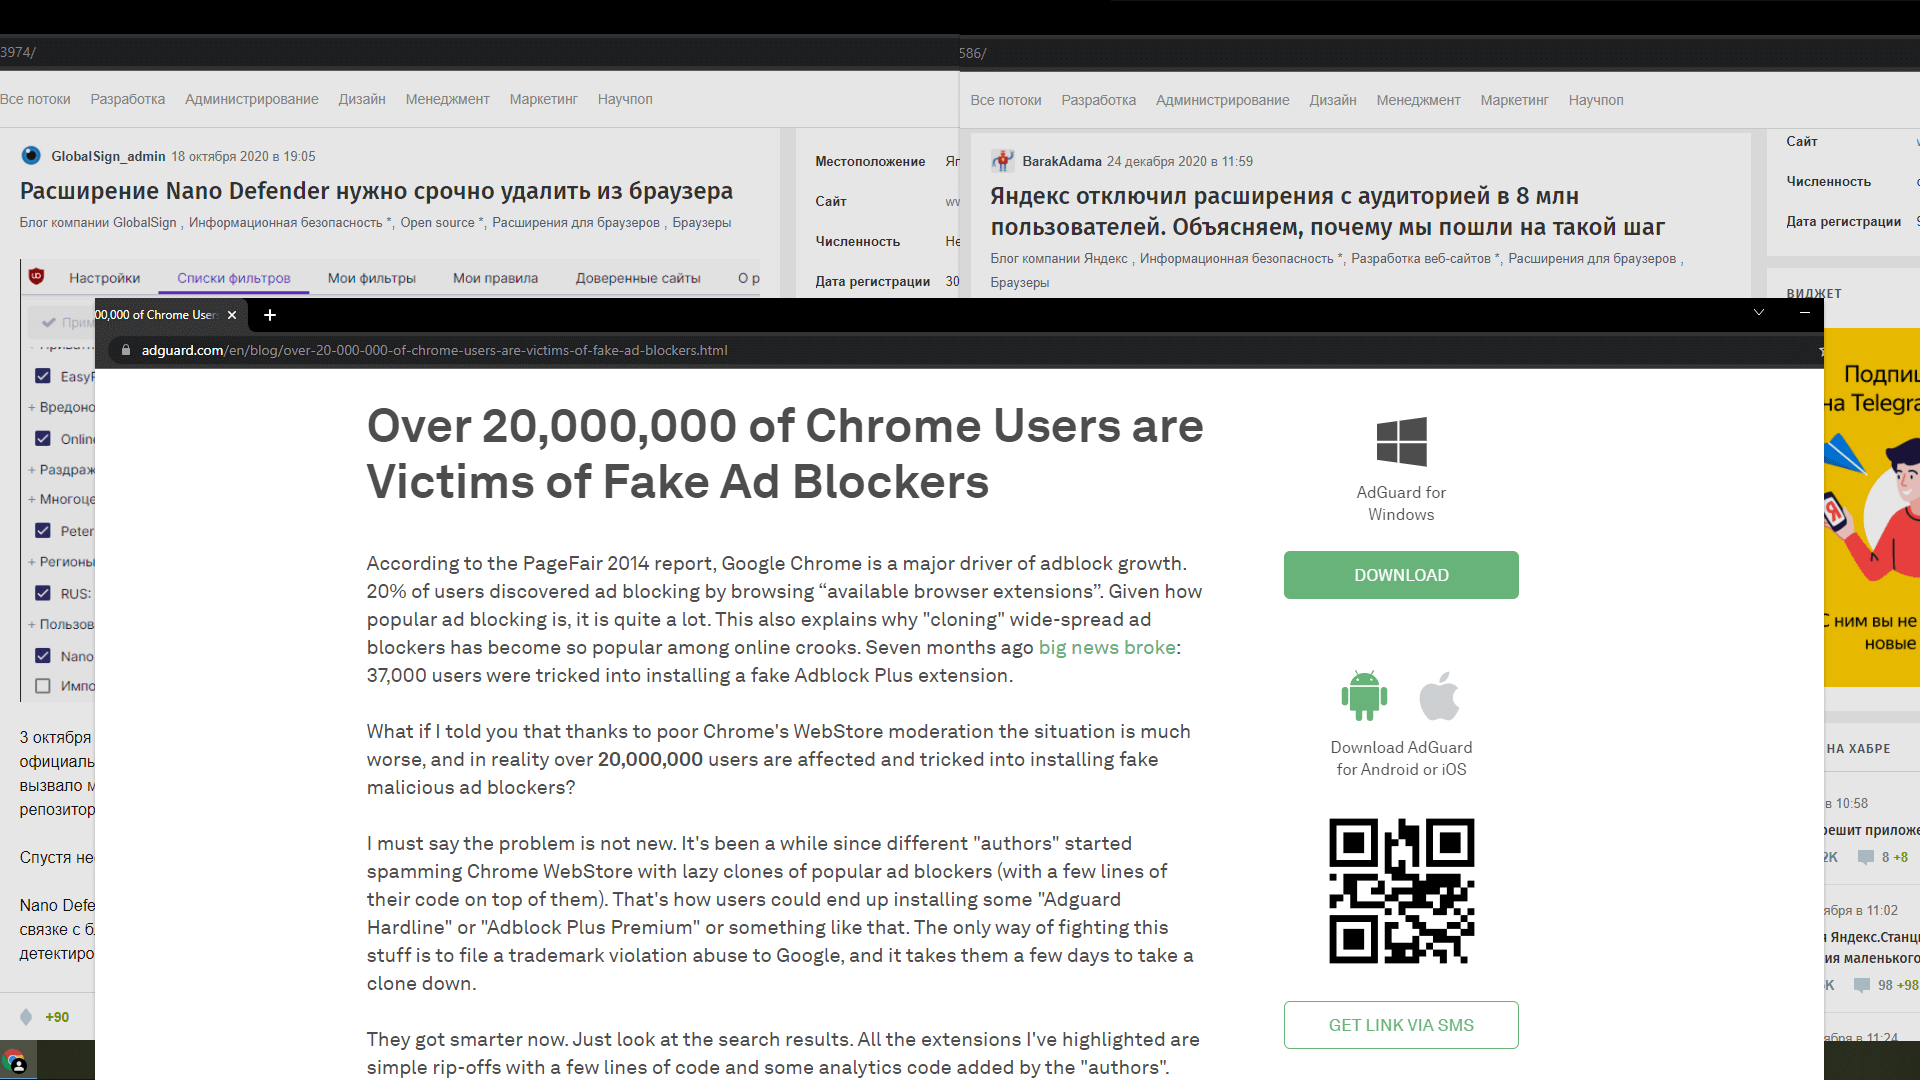 3974/
Все потоки Разработка Администрирование Дизайн Менеджмент Маркетинг Научпоп
GlobalSign_admin 18 октября 2020 в 19:05
Расширение Nano Defender нужно срочно удалить из браузера
Блог компании GlobalSign , Информационная безопасность *, Open source *, Расширения для браузеров , Браузеры
Настройки Списки фильтров Мои фильтры Мои правила Доверенные сайты О р
Прим
EasyP
+ Вредоно
Online
+ Раздраж
+ Многоце
Peter
+ Регионы
RUS:
+ Пользов
Nano
Импо
3 октября
официаль
вызвало м
репозитор
Спустя не
Nano Defe
связке с б
детектиро
+90
Местоположение Яп
Сайт ww
Численность Не
Дата регистрации 30
586/
Все потоки Разработка Администрирование Дизайн Менеджмент Маркетинг Научпоп
BarakAdama 24 декабря 2020 в 11:59
Яндекс отключил расширения с аудиторией в 8 млн
пользователей. Объясняем, почему мы пошли на такой шаг
Блог компании Яндекс , Информационная безопасность *, Разработка веб-сайтов *, Расширения для браузеров ,
Браузеры
Сайт
Численность
Дата регистрации
ВИДЖЕТ
Подпиш
на Telegra
С ним вы не
новые
НА ХАБРЕ
в 10:58
решит приложе
2K 8 +8
ября в 11:02
Яндекс.Станц
ия маленького
98 +98
ября в 11:24
00,000 of Chrome User
adguard.com/en/blog/over-20-000-000-of-chrome-users-are-victims-of-fake-ad-blockers.html
Over 20,000,000 of Chrome Users are
Victims of Fake Ad Blockers
According to the PageFair 2014 report, Google Chrome is a major driver of adblock growth.
20% of users discovered ad blocking by browsing “available browser extensions”. Given how
popular ad blocking is, it is quite a lot. This also explains why "cloning" wide-spread ad
blockers has become so popular among online crooks. Seven months ago big news broke:
37,000 users were tricked into installing a fake Adblock Plus extension.
What if I told you that thanks to poor Chrome's WebStore moderation the situation is much
worse, and in reality over 20,000,000 users are affected and tricked into installing fake
malicious ad blockers?
I must say the problem is not new. It's been a while since different "authors" started
spamming Chrome WebStore with lazy clones of popular ad blockers (with a few lines of
their code on top of them). That's how users could end up installing some "Adguard
Hardline" or "Adblock Plus Premium" or something like that. The only way of fighting this
stuff is to file a trademark violation abuse to Google, and it takes them a few days to take a
clone down.
They got smarter now. Just look at the search results. All the extensions I've highlighted are
simple rip-offs with a few lines of code and some analytics code added by the "authors".
AdGuard for
Windows
DOWNLOAD
Download AdGuard
for Android or iOS
GET LINK VIA SMS